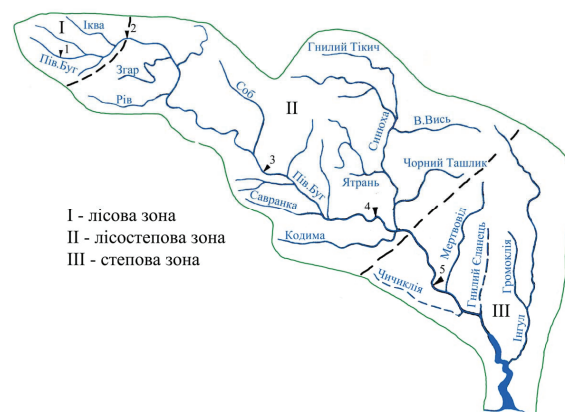 I
Іква
1
2
Пів.Буг
Згар
Рів
Соб
II
Гнилий Тікич
Синюха
В.Вись
Чорний Ташлик
3
Пів.Буг
Ятрань
4
Савранка
Кодима
I - лісова зона
II - лісостепова зона
III - степова зона
Мертвовід
5
Чичиклія
Гнилий Єланець
Громоклія
III
Інгул